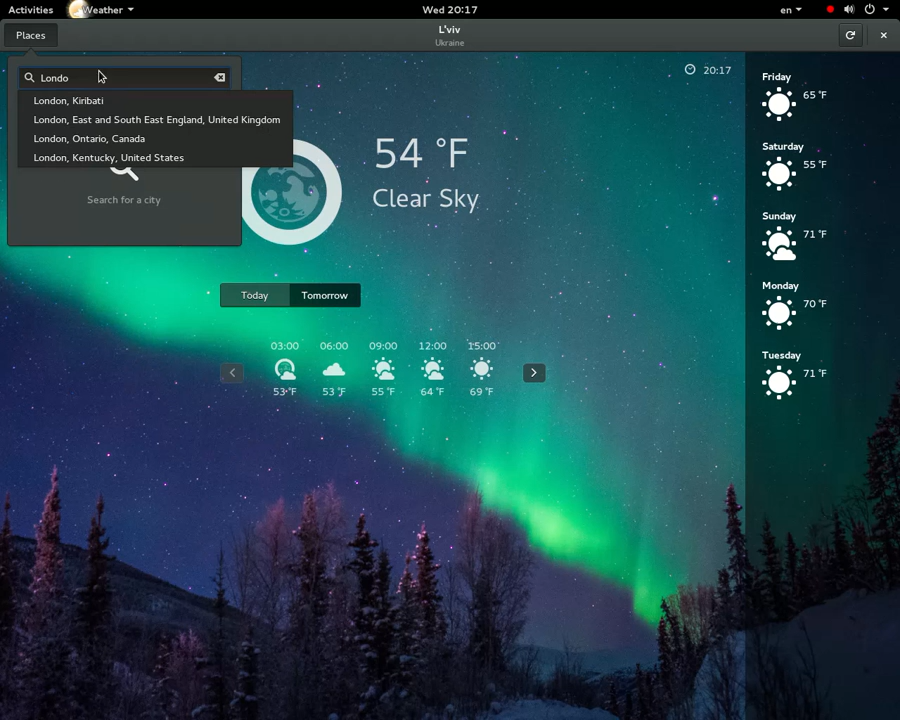 Activities Weather Wed 20:17 en
Places L'viv
Ukraine
Londo
London, Kiribati
London, East and South East England, United Kingdom
London, Ontario, Canada
London, Kentucky, United States
Search for a city
20:17
54 °F
Clear Sky
Today Tomorrow
03:00 06:00 09:00 12:00 15:00
53 °F 53 °F 55 °F 64 °F 69 °F
Friday
65 °F
Saturday
55 °F
Sunday
71 °F
Monday
70 °F
Tuesday
71 °F